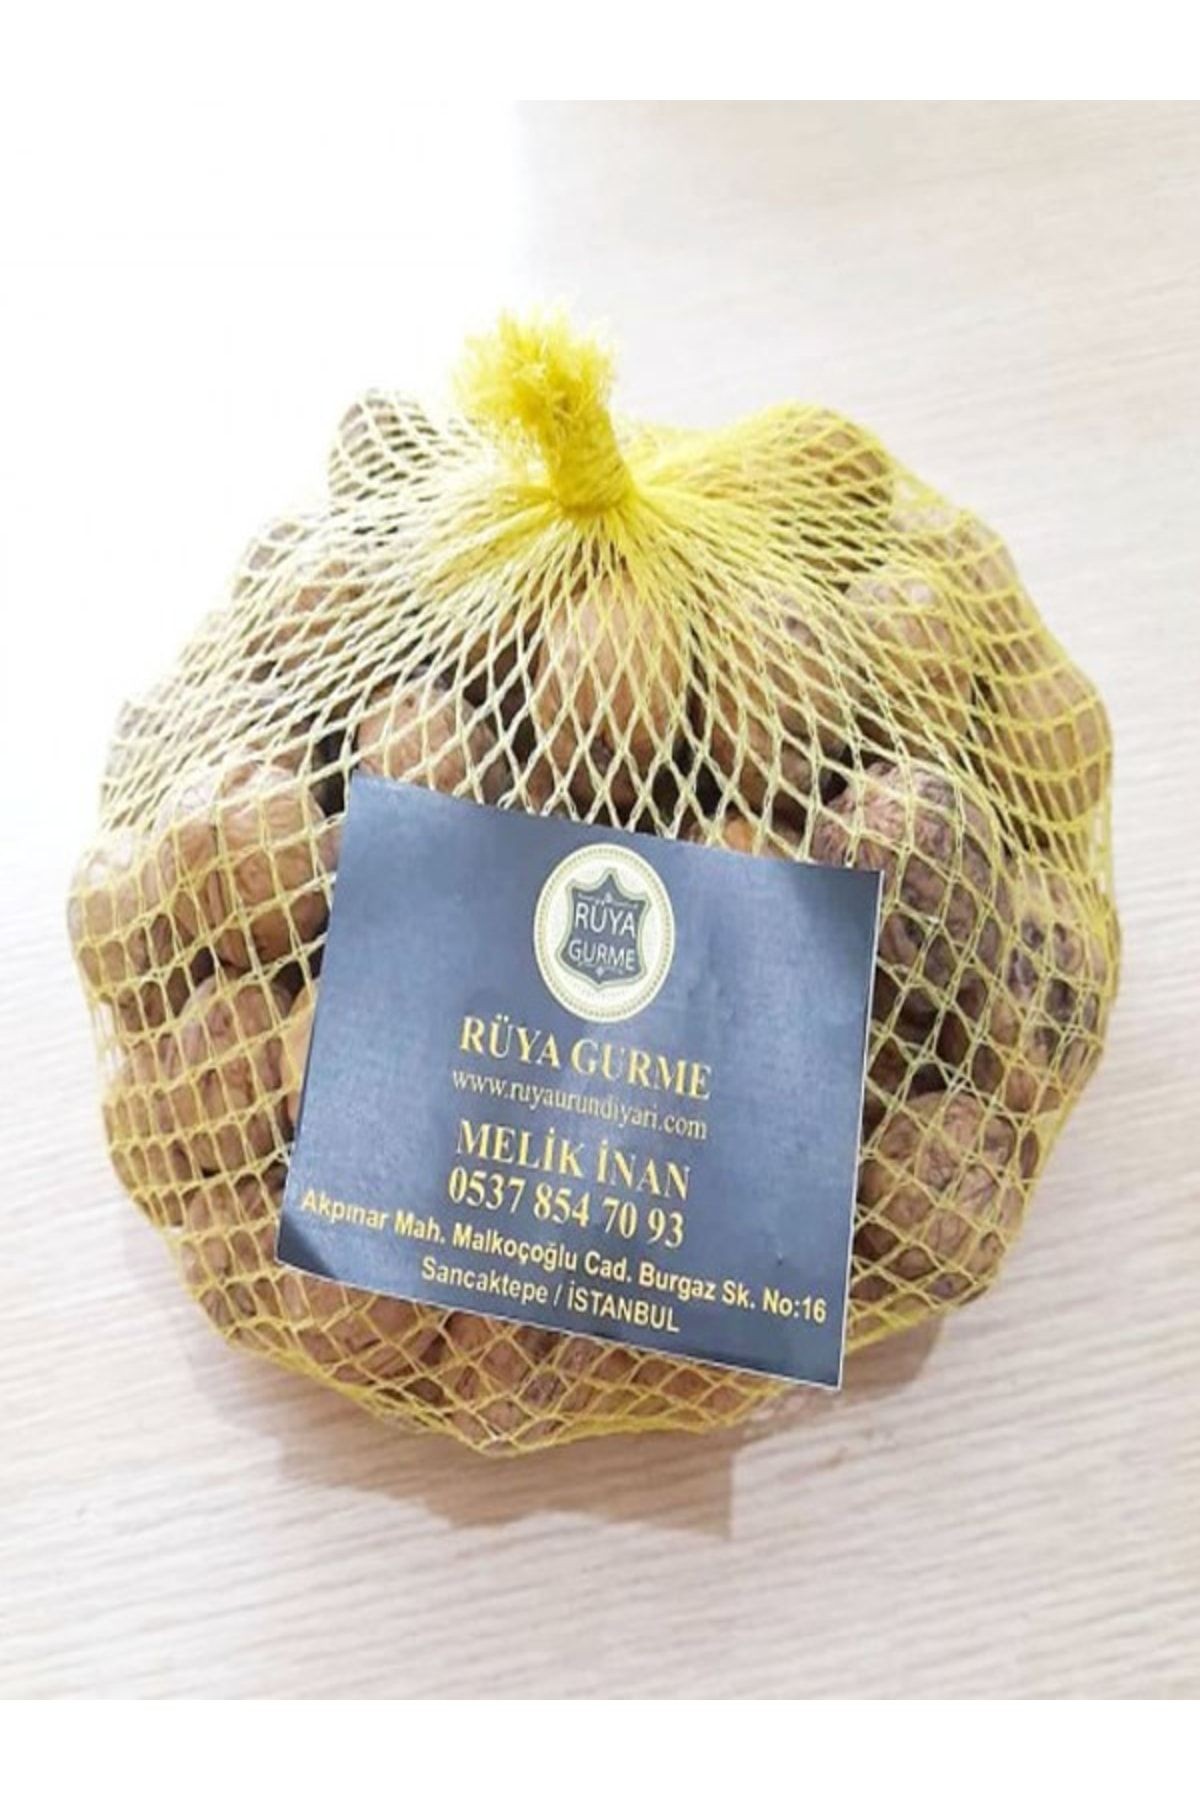 RÜYA
GURME
RÜYA GURME
www.ruyaurundiyari.com
MELİK İNAN
0537 854 70 93
Akpınar Mah. Malkoçoğlu Cad. Burgaz Sk. No:16
Sancaktepe / İSTANBUL